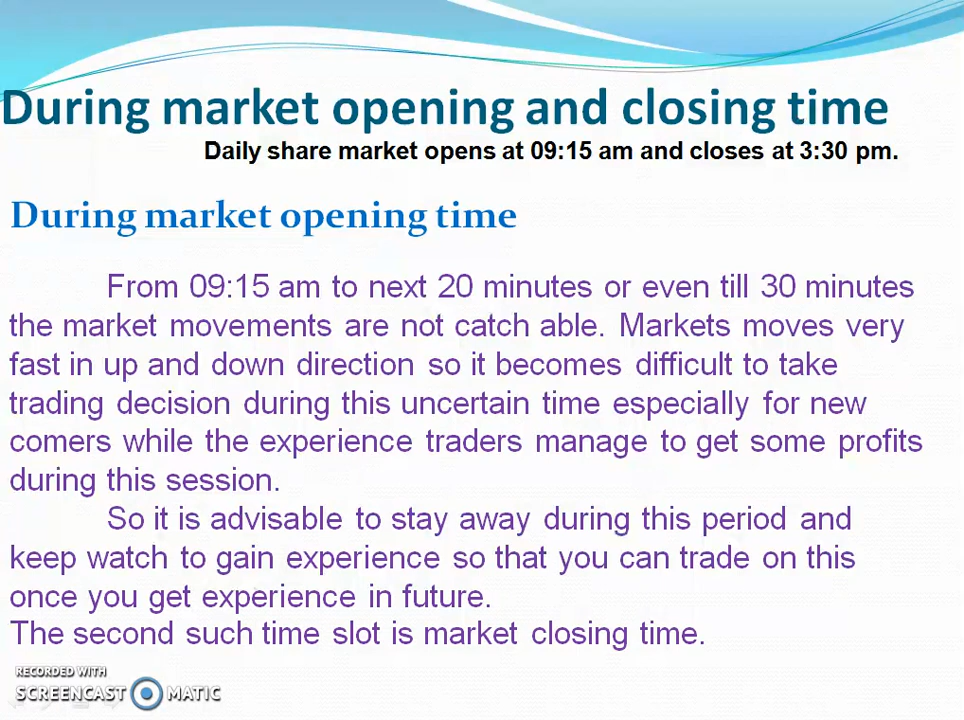 During market opening and closing time
Daily share market opens at 09:15 am and closes at 3:30 pm.
During market opening time
From 09:15 am to next 20 minutes or even till 30 minutes
the market movements are not catch able. Markets moves very
fast in up and down direction so it becomes difficult to take
trading decision during this uncertain time especially for new
comers while the experience traders manage to get some profits
during this session.
So it is advisable to stay away during this period and
keep watch to gain experience so that you can trade on this
once you get experience in future.
The second such time slot is market closing time.
RECORDED WITH
SCREENCAST MATIC